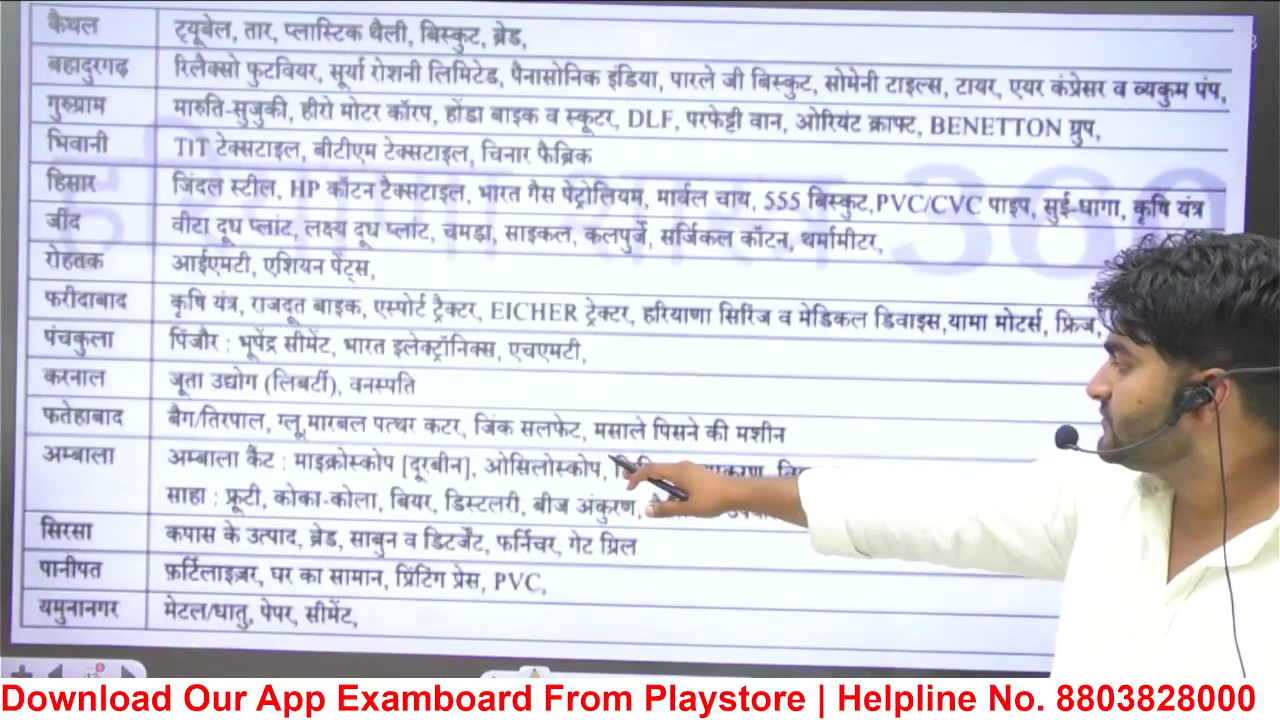 कैथल ट्यूबेल, तार, प्लास्टिक थैली, बिस्कुट, ब्रेड,
बहादुरगढ़ रिलैक्सो फुटवियर, सूर्या रोशनी लिमिटेड, पैनासोनिक इंडिया, पारले जी बिस्कुट, सोमेनी टाइल्स, टायर, एयर कंप्रेसर व व्यकुम पंप,
गुरुग्राम मारुति-सुजुकी, हीरो मोटर कॉरप, होंडा बाइक व स्कूटर, DLF, परफेट्टी वान, ओरियंट क्राफ्ट, BENETTON ग्रुप,
भिवानी TIT टेक्सटाइल, बीटीएम टेक्सटाइल, चिनार फैब्रिक
हिसार जिंदल स्टील, HP कॉटन टैक्सटाइल, भारत गैस पेट्रोलियम, मार्वल चाय, 555 बिस्कुट,PVC/CVC पाइप, सुई-धागा, कृषि यंत्र
जींद वीटा दूध प्लांट, लक्ष्य दूध प्लांट, चमड़ा, साइकल, कलपुर्जे, सर्जिकल कॉटन, थर्मामीटर,
रोहतक आईएमटी, एशियन पेंट्स,
फरीदाबाद कृषि यंत्र, राजदूत बाइक, एस्पोर्ट ट्रैक्टर, EICHER ट्रेक्टर, हरियाणा सिरिंज व मेडिकल डिवाइस,यामा मोटर्स, फ्रिज,
पंचकुला पिंजौर : भूपेंद्र सीमेंट, भारत इलेक्ट्रॉनिक्स, एचएमटी,
करनाल जूता उद्योग (लिबर्टी), वनस्पति
फतेहाबाद बैग/तिरपाल, ग्लू,मारबल पत्थर कटर, जिंक सलफेट, मसाले पिसने की मशीन
अम्बाला अम्बाला कैंट : माइक्रोस्कोप [दूरबीन], ओसिलोस्कोप,
साहा : फ्रूटी, कोका-कोला, बियर, डिस्टलरी, बीज अंकुरण,
सिरसा कपास के उत्पाद, ब्रेड, साबुन व डिटर्जेंट, फर्निचर, गेट ग्रिल
पानीपत फ़र्टिलाइज़र, घर का सामान, प्रिंटिंग प्रेस, PVC,
यमुनानगर मेटल/धातु, पेपर, सीमेंट,
Download Our App Examboard From Playstore | Helpline No. 8803828000